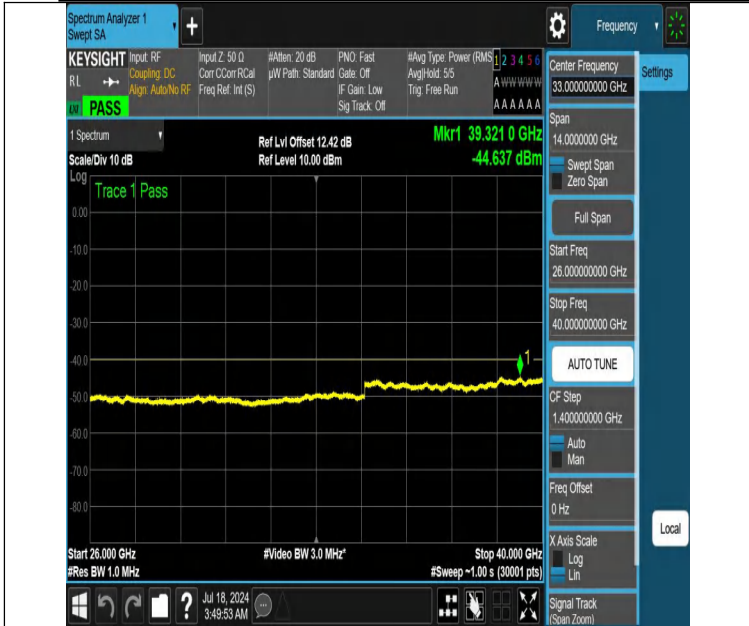 Spectrum Analyzer 1
Swept SA
+
Frequency
KEYSIGHT
RL
LXI PASS
Input: RF
Coupling: DC
Align: Auto/No RF
Input Z: 50 Ω
Corr CCorr RCal
Freq Ref: Int (S)
#Atten: 20 dB
µW Path: Standard
PNO: Fast
Gate: Off
IF Gain: Low
Sig Track: Off
#Avg Type: Power (RMS
Avg|Hold: 5/5
Trig: Free Run
1 2 3 4 5 6
A W W W W W
A A A A A A
1 Spectrum
Scale/Div 10 dB
Ref Lvl Offset 12.42 dB
Ref Level 10.00 dBm
Mkr1 39.321 0 GHz
-44.637 dBm
Log
Trace 1 Pass
0.00
-10.0
-20.0
-30.0
-40.0
-50.0
-60.0
-70.0
-80.0
1
Start 26.000 GHz
#Res BW 1.0 MHz
#Video BW 3.0 MHz*
Stop 40.000 GHz
#Sweep ~1.00 s (30001 pts)
?
Jul 18, 2024
3:49:53 AM
Center Frequency
33.000000000 GHz
Settings
Span
14.0000000 GHz
Swept Span
Zero Span
Full Span
Start Freq
26.000000000 GHz
Stop Freq
40.000000000 GHz
AUTO TUNE
CF Step
1.400000000 GHz
Auto
Man
Freq Offset
0 Hz
X Axis Scale
Log
Lin
Local
Signal Track
(Span Zoom)